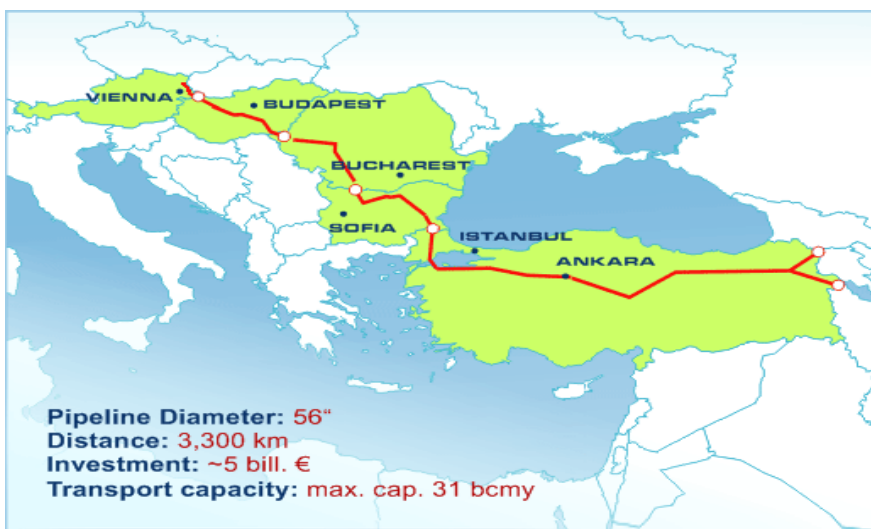 VIENNA
BUDAPEST
BUCHAREST
SOFIA
ISTANBUL
ANKARA
Pipeline Diameter: 56“
Distance: 3,300 km
Investment: ~5 bill. €
Transport capacity: max. cap. 31 bcmy